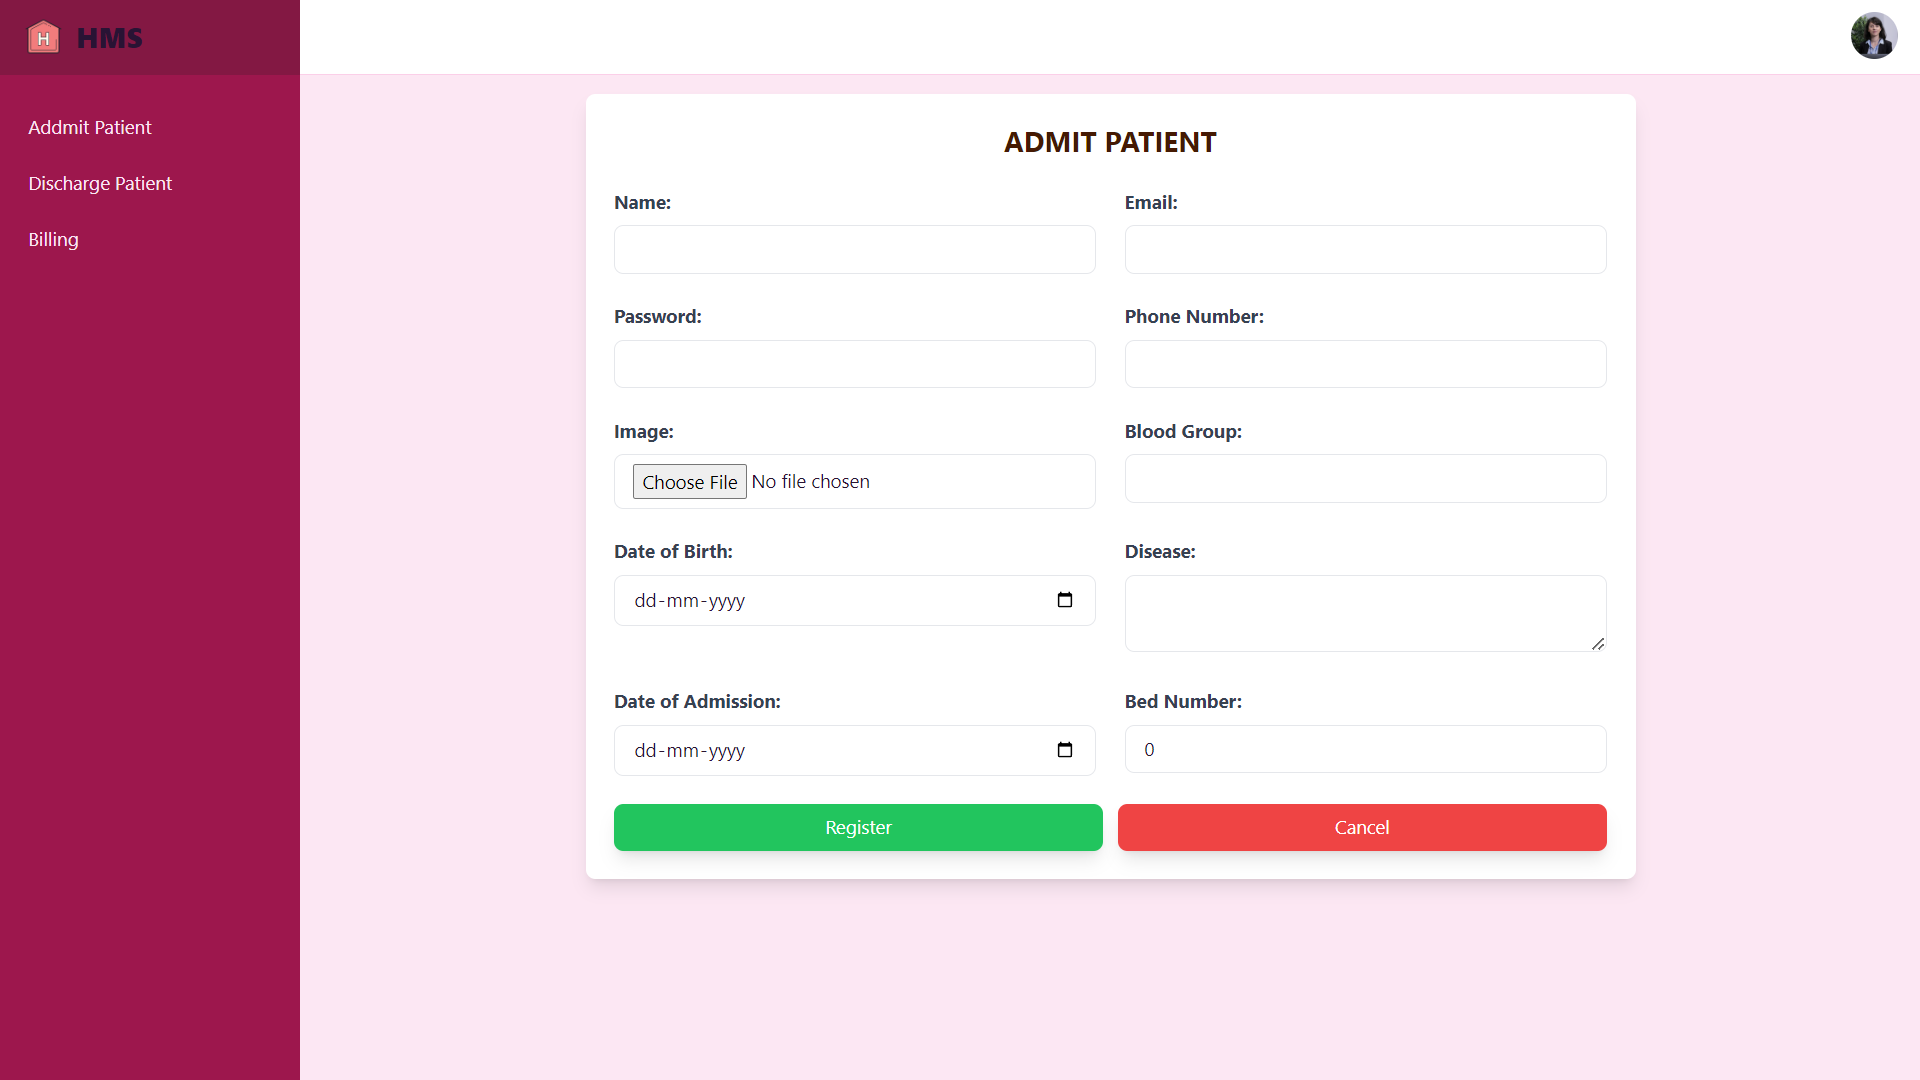 H HMS
Addmit Patient
Discharge Patient
Billing
ADMIT PATIENT
Name:
Email:
Password:
Phone Number:
Image:
Blood Group:
Choose File No file chosen
Date of Birth:
Disease:
dd-mm-yyyy
Date of Admission:
Bed Number:
dd-mm-yyyy
0
Register
Cancel